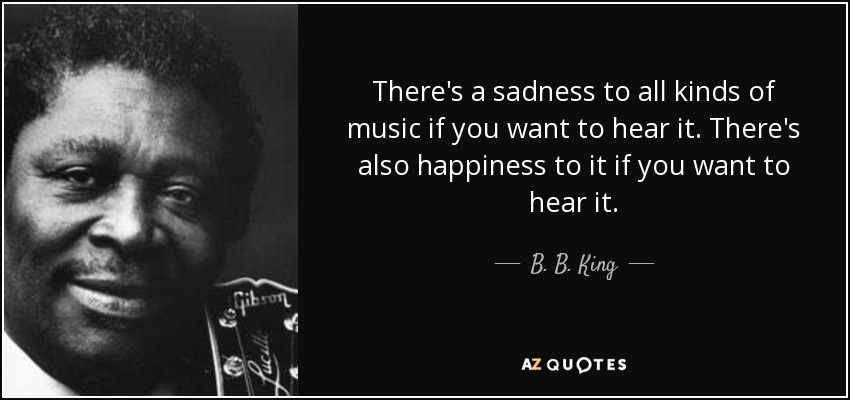 There's a sadness to all kinds of
music if you want to hear it. There's
also happiness to it if you want to
hear it.
B. B. King
Gibson
Lucille
AZ QUOTES